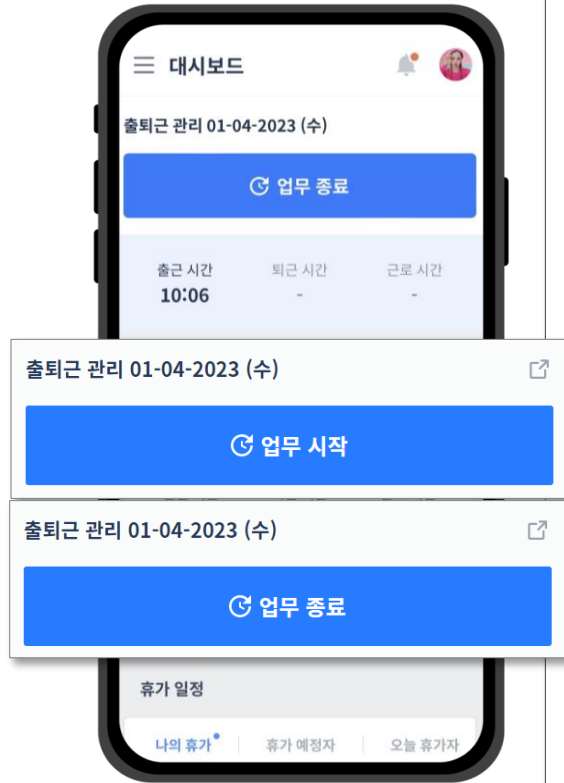 대시보드
출퇴근 관리 01-04-2023 (수)
업무 종료
출근 시간 퇴근 시간 근로 시간
10:06 - -
출퇴근 관리 01-04-2023 (수)
업무 시작
출퇴근 관리 01-04-2023 (수)
업무 종료
휴가 일정
나의 휴가 휴가 예정자 오늘 휴가자